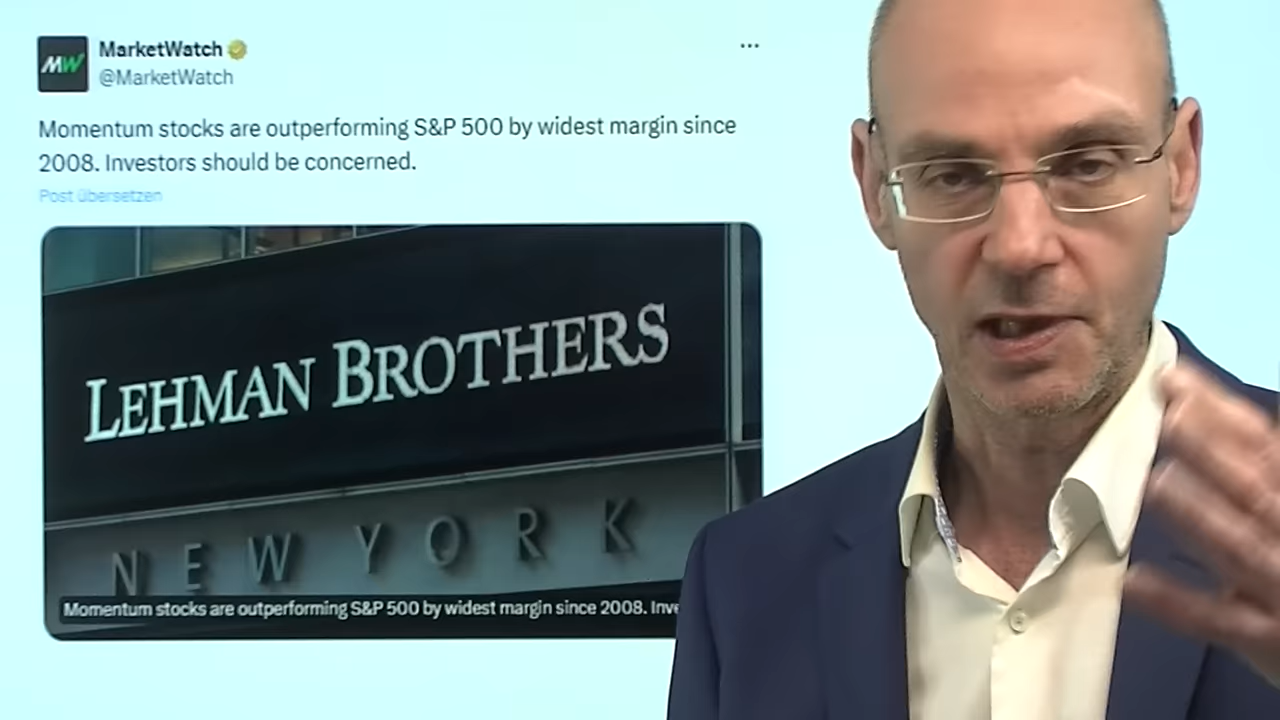 MW
MarketWatch
@MarketWatch
Momentum stocks are outperforming S&P 500 by widest margin since
2008. Investors should be concerned.
Post übersetzen
LEHMAN BROTHERS
NEW YORK
Momentum stocks are outperforming S&P 500 by widest margin since 2008.